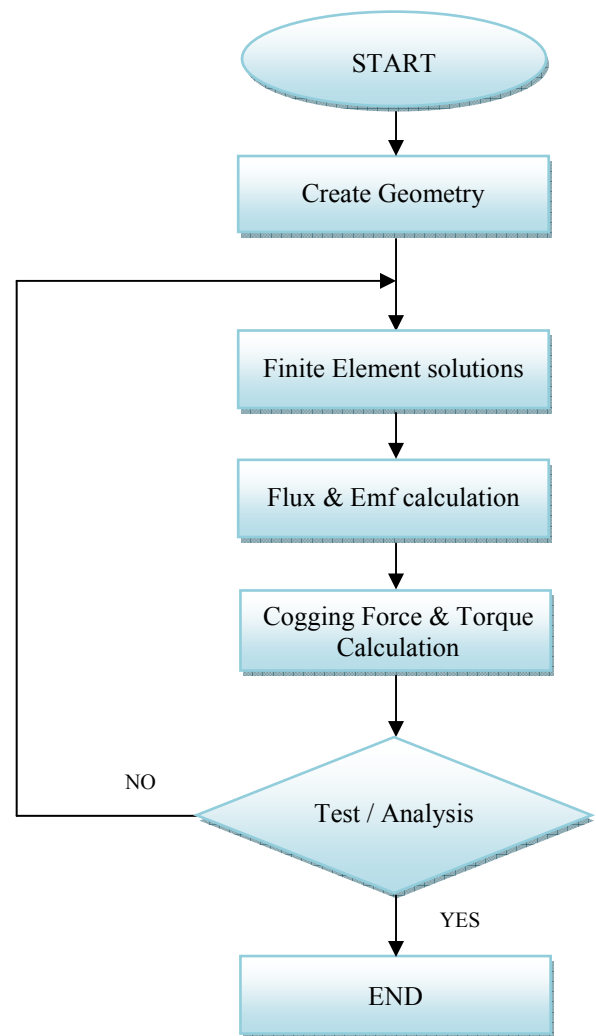 START
Create Geometry
Finite Element solutions
Flux & Emf calculation
Cogging Force & Torque
Calculation
NO
Test / Analysis
YES
END